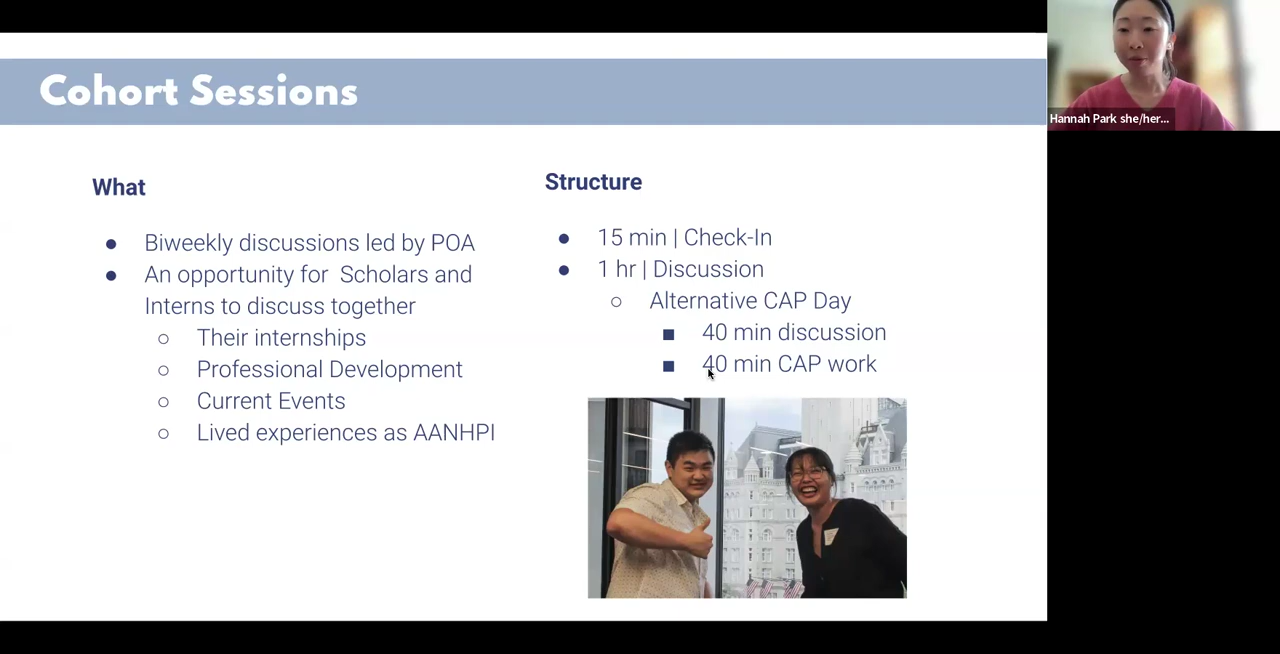 Cohort Sessions
What
● Biweekly discussions led by POA
● An opportunity for Scholars and
Interns to discuss together
○ Their internships
○ Professional Development
○ Current Events
○ Lived experiences as AANHPI
Structure
● 15 min | Check-In
● 1 hr | Discussion
○ Alternative CAP Day
■ 40 min discussion
■ 40 min CAP work
Hannah Park she/her...